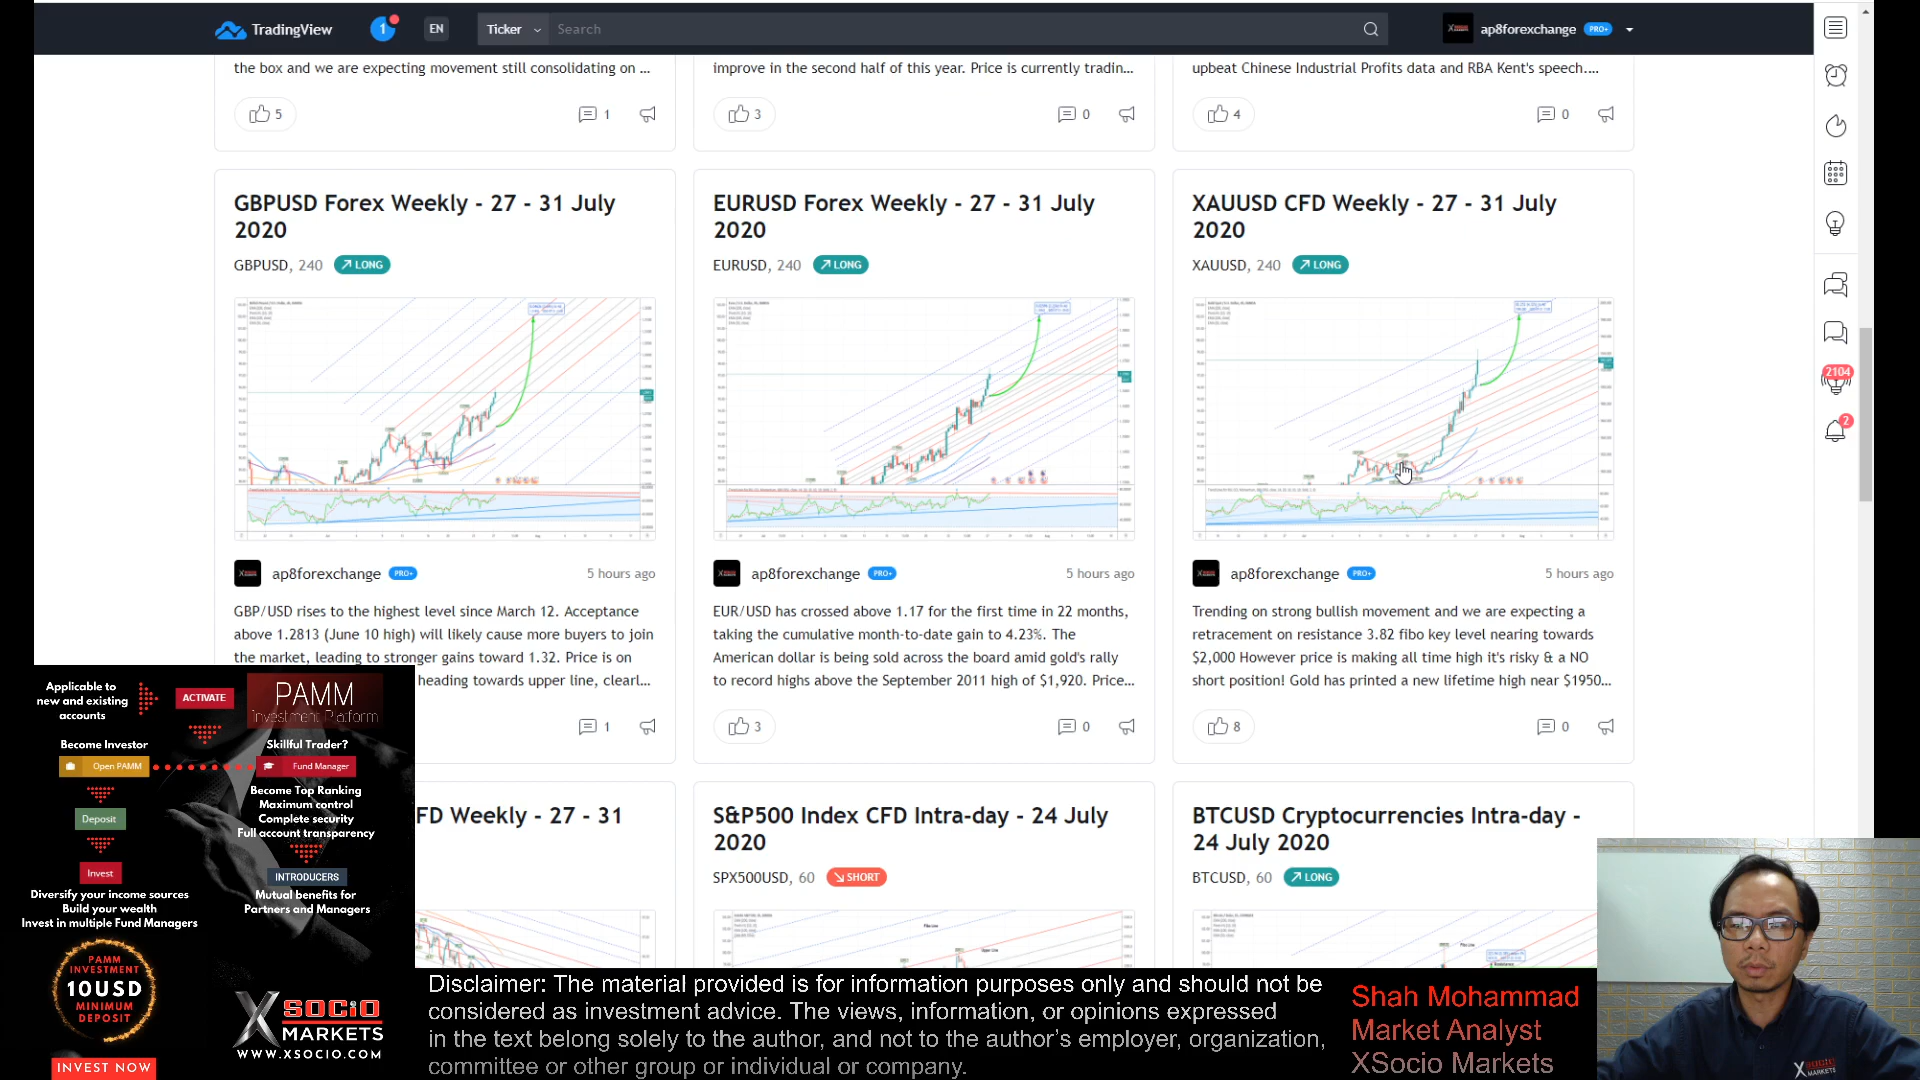 TradingView
1
EN
Ticker
Search
ap8forexchange PRO+
the box and we are expecting movement still consolidating on ...
5
1
improve in the second half of this year. Price is currently tradin...
3
0
upbeat Chinese Industrial Profits data and RBA Kent's speech....
4
0
GBPUSD Forex Weekly - 27 - 31 July
2020
GBPUSD, 240 LONG
ap8forexchange PRO+ 5 hours ago
GBP/USD rises to the highest level since March 12. Acceptance
above 1.2813 (June 10 high) will likely cause more buyers to join
the market, leading to stronger gains toward 1.32. Price is on
heading towards upper line, clearl...
1
EURUSD Forex Weekly - 27 - 31 July
2020
EURUSD, 240 LONG
ap8forexchange PRO+ 5 hours ago
EUR/USD has crossed above 1.17 for the first time in 22 months,
taking the cumulative month-to-date gain to 4.23%. The
American dollar is being sold across the board amid gold's rally
to record highs above the September 2011 high of $1,920. Price...
3
0
XAUUSD CFD Weekly - 27 - 31 July
2020
XAUUSD, 240 LONG
ap8forexchange PRO+ 5 hours ago
Trending on strong bullish movement and we are expecting a
retracement on resistance 3.82 fibo key level nearing towards
$2,000 However price is making all time high it's risky & a NO
short position! Gold has printed a new lifetime high near $1950...
8
0
2104
2
FD Weekly - 27 - 31
S&P500 Index CFD Intra-day - 24 July
2020
SPX500USD, 60 SHORT
BTCUSD Cryptocurrencies Intra-day -
24 July 2020
BTCUSD, 60 LONG
Applicable to
new and existing
accounts
ACTIVATE
PAMM
Investment Platform
Become Investor
Open PAMM
Deposit
Invest
Diversify your income sources
Build your wealth
Invest in multiple Fund Managers
Skillful Trader?
Fund Manager
Become Top Ranking
Maximum control
Complete security
Full account transparency
INTRODUCERS
Mutual benefits for
Partners and Managers
PAMM
INVESTMENT
10USD
MINIMUM
DEPOSIT
INVEST NOW
XSOCIO
MARKETS
WWW.XSOCIO.COM
Disclaimer: The material provided is for information purposes only and should not be
considered as investment advice. The views, information, or opinions expressed
in the text belong solely to the author, and not to the author's employer, organization,
committee or other group or individual or company.
Shah Mohammad
Market Analyst
XSocio Markets